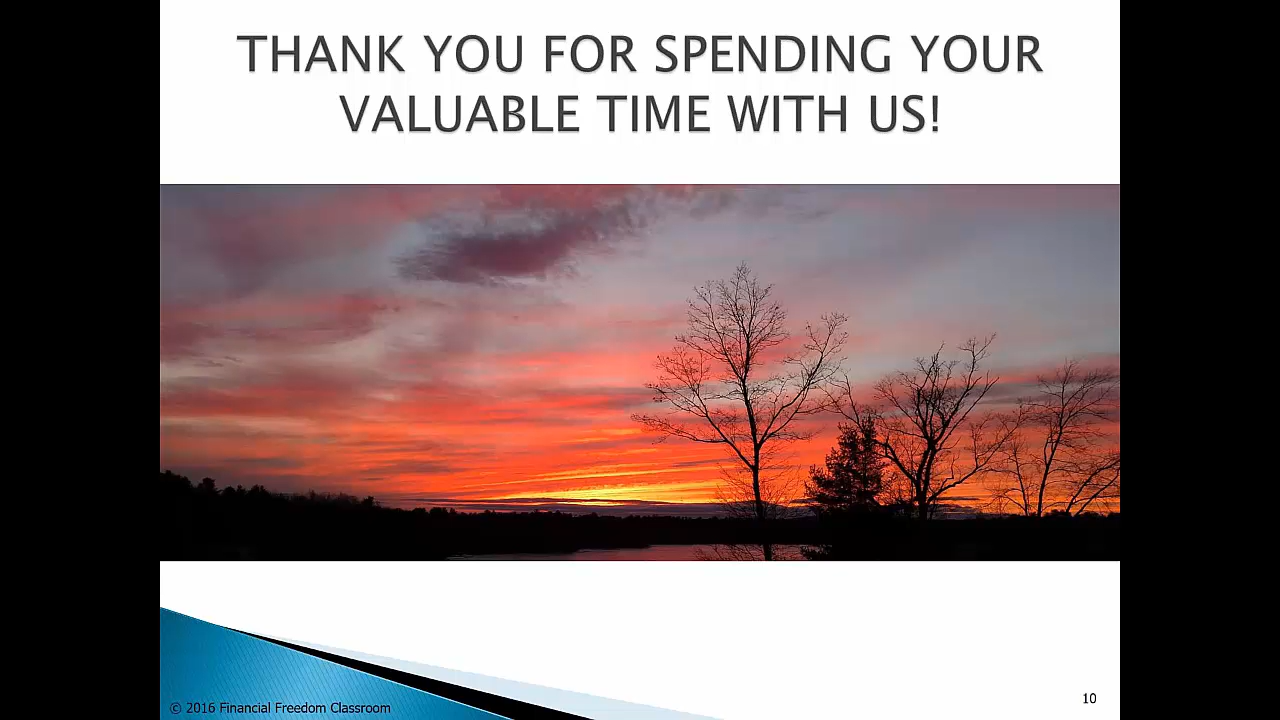 THANK YOU FOR SPENDING YOUR
VALUABLE TIME WITH US!
© 2016 Financial Freedom Classroom
10